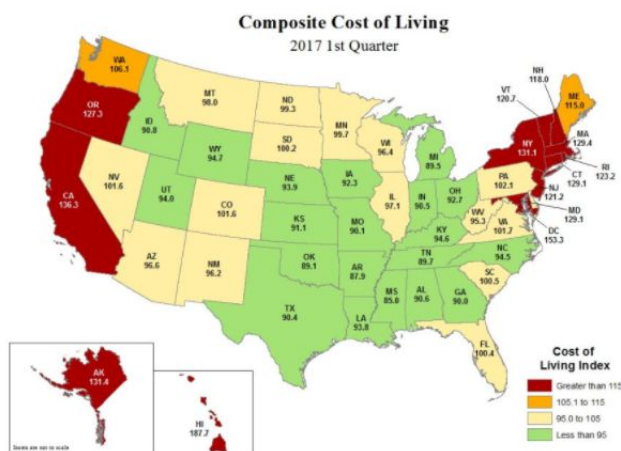 Composite Cost of Living
2017 1st Quarter
WA
106.1
OR
127.3
CA
136.3
ID
90.8
NV
101.6
MT
98.0
WY
94.7
UT
94.0
AZ
96.6
CO
101.6
NM
96.2
ND
99.3
SD
100.2
NE
93.9
KS
91.1
OK
89.1
TX
90.4
MN
99.7
IA
92.3
MO
90.1
AR
87.9
LA
93.8
WI
96.4
IL
97.1
MI
89.5
IN
90.5
OH
92.7
KY
94.6
TN
89.7
MS
85.0
AL
90.6
GA
90.0
FL
100.4
SC
100.5
NC
94.5
VA
101.7
WV
95.3
PA
102.1
NY
131.1
VT
120.7
NH
118.0
ME
115.0
MA
129.4
RI
123.2
CT
129.1
NJ
121.2
MD
129.1
DC
153.3
AK
131.4
Insets are not to scale
HI
187.7
Cost of
Living Index
Greater than 115
105.1 to 115
95.0 to 105
Less than 95